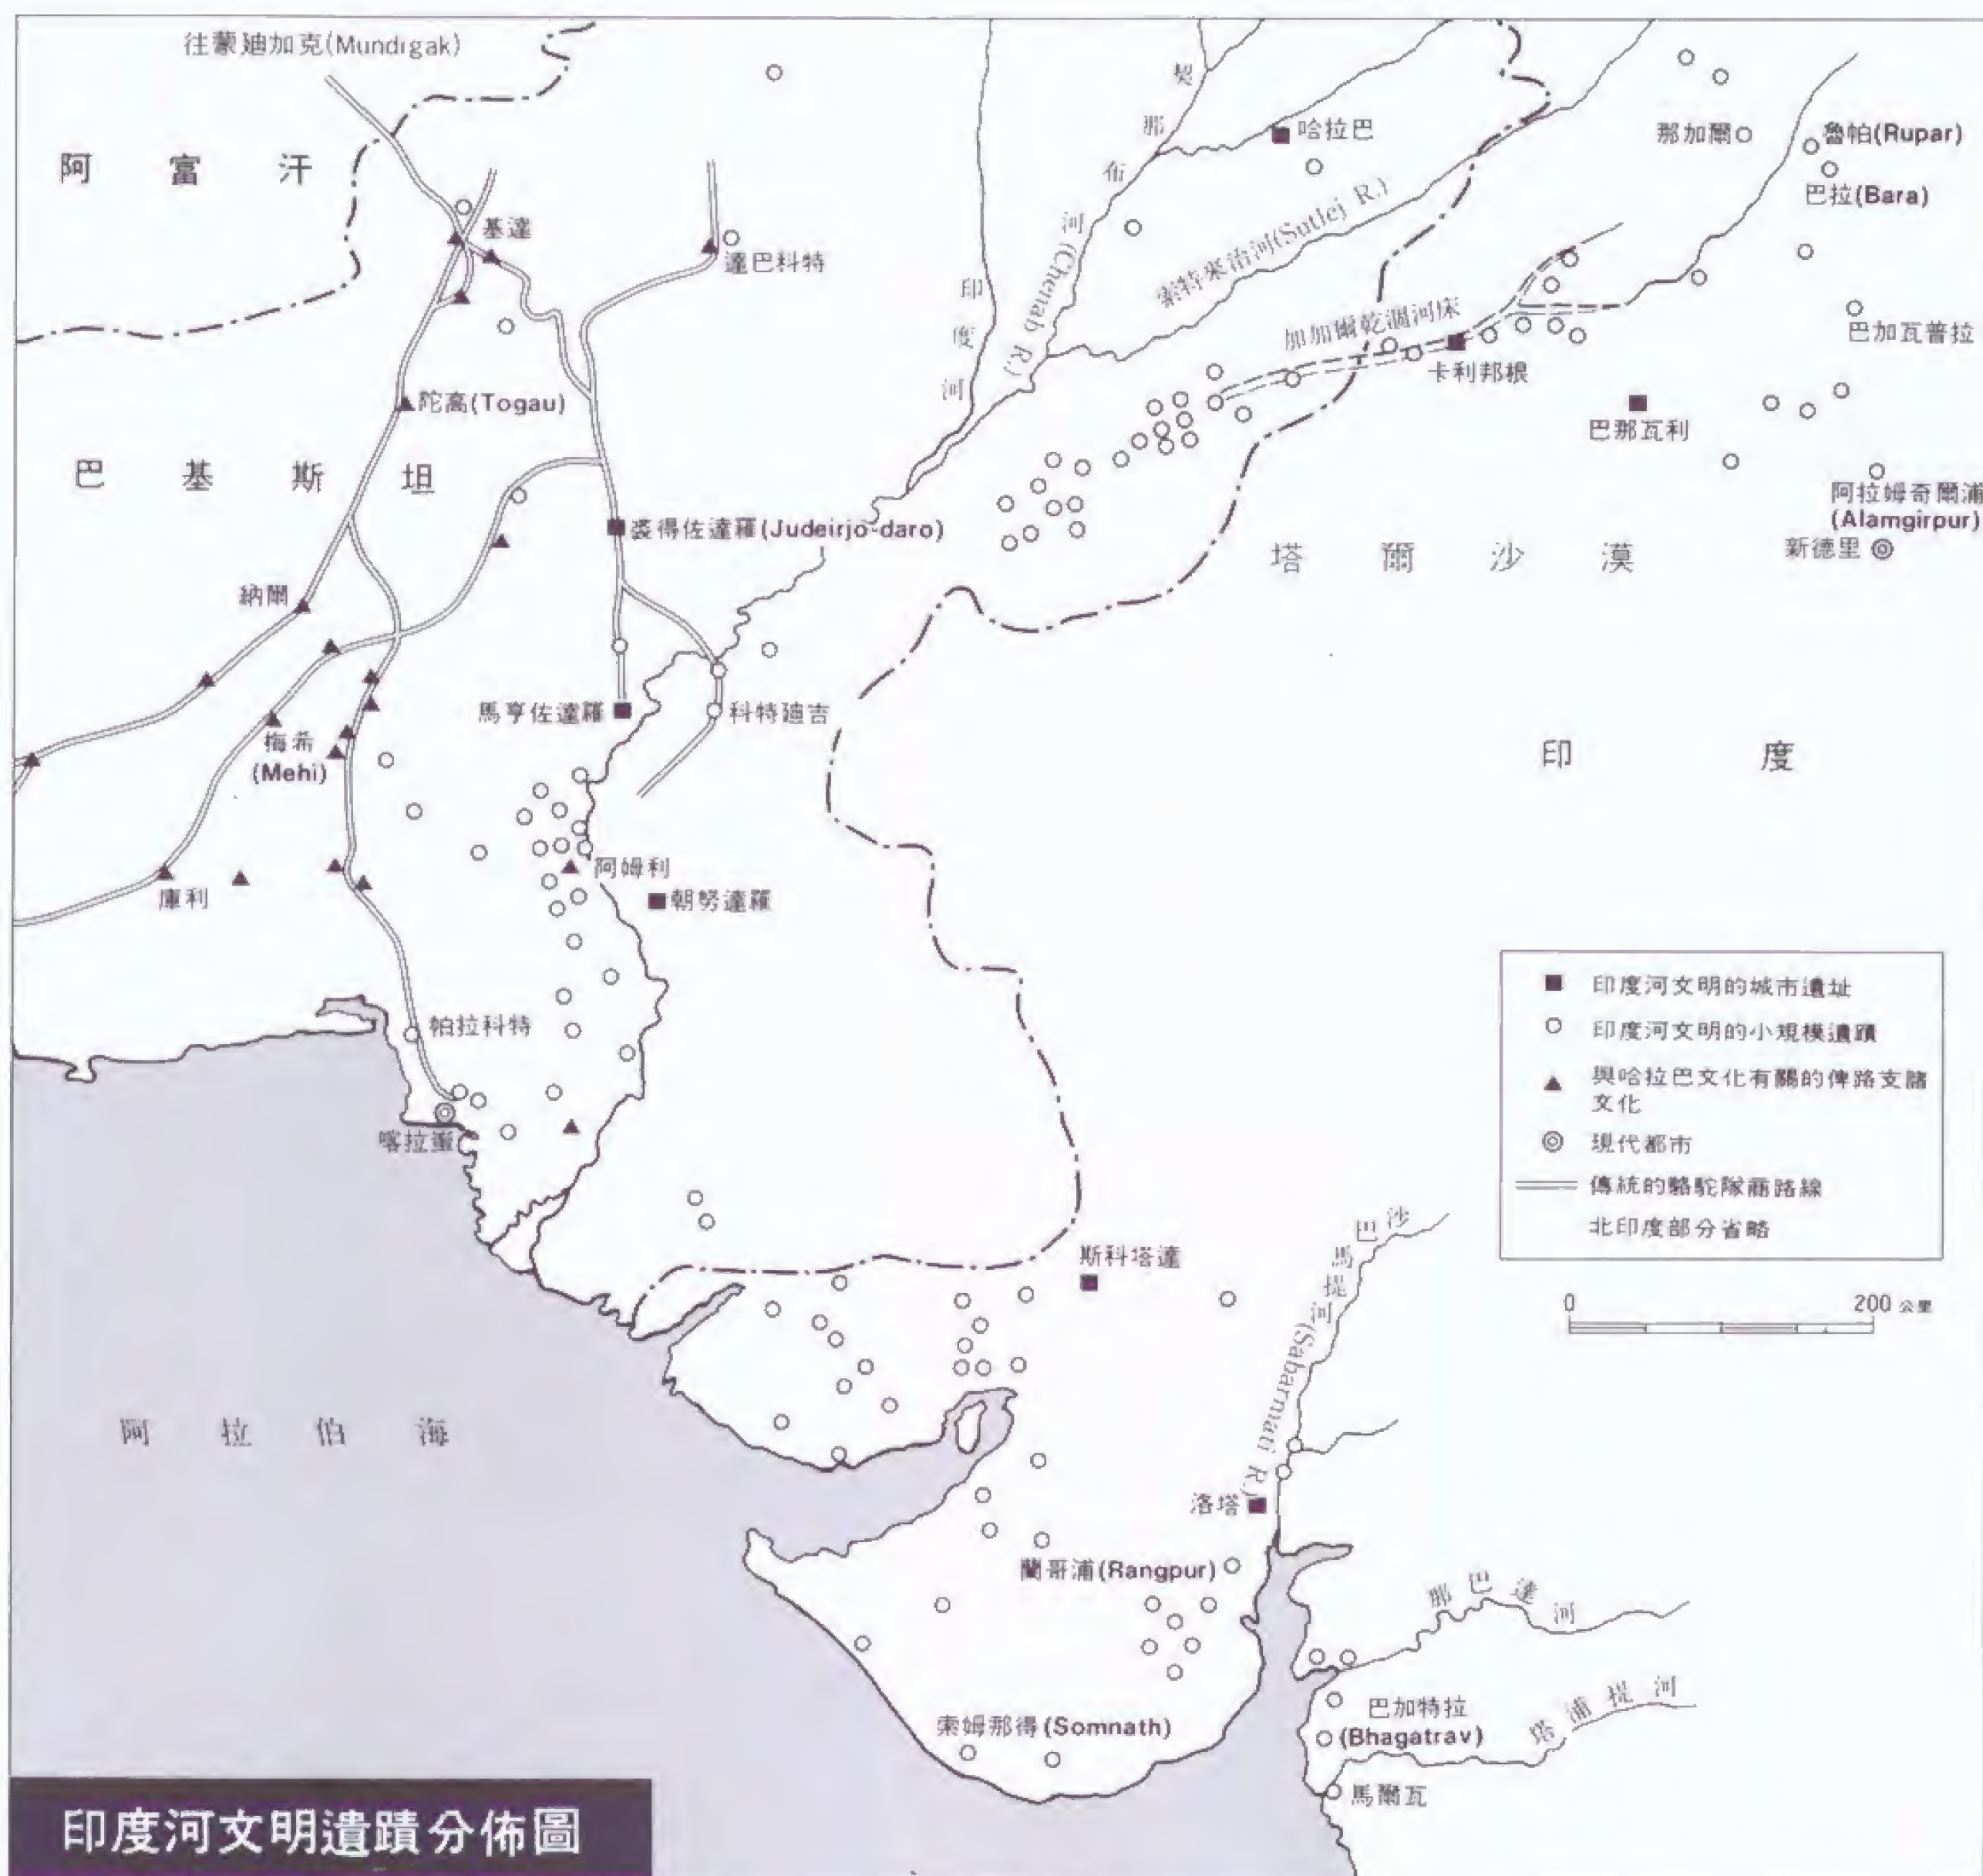 往蒙廸加克(Mundigak)
阿富汗
基達
達巴科特
陀高(Togau)
巴基斯坦
裘得佐達羅(Judeirjo-daro)
納爾
馬亨佐達羅
科特廸吉
梅希
(Mehi)
阿姆利
朝努達羅
庫利
帕拉科特
喀拉蚩
印度河
契那布河(Chenab R.)
哈拉巴
索特來治河(Sutlej R.)
加加爾乾涸河床
卡利邦根
那加爾
魯帕(Rupar)
巴拉(Bara)
巴加瓦普拉
巴那瓦利
阿拉姆奇爾浦
(Alamgirpur)
新德里
塔爾沙漠
印度
印度河文明的城市遺址
印度河文明的小規模遺蹟
與哈拉巴文化有關的俾路支諸
文化
現代都市
傳統的駱駝隊商路線
北印度部分省略
0 200 公里
斯科塔達
沙巴馬提河(Sabarmati R.)
阿拉伯海
洛塔
蘭哥浦(Rangpur)
那巴達河
索姆那得(Somnath)
巴加特拉
(Bhagatrav)
塔浦提河
馬爾瓦
印度河文明遺蹟分佈圖